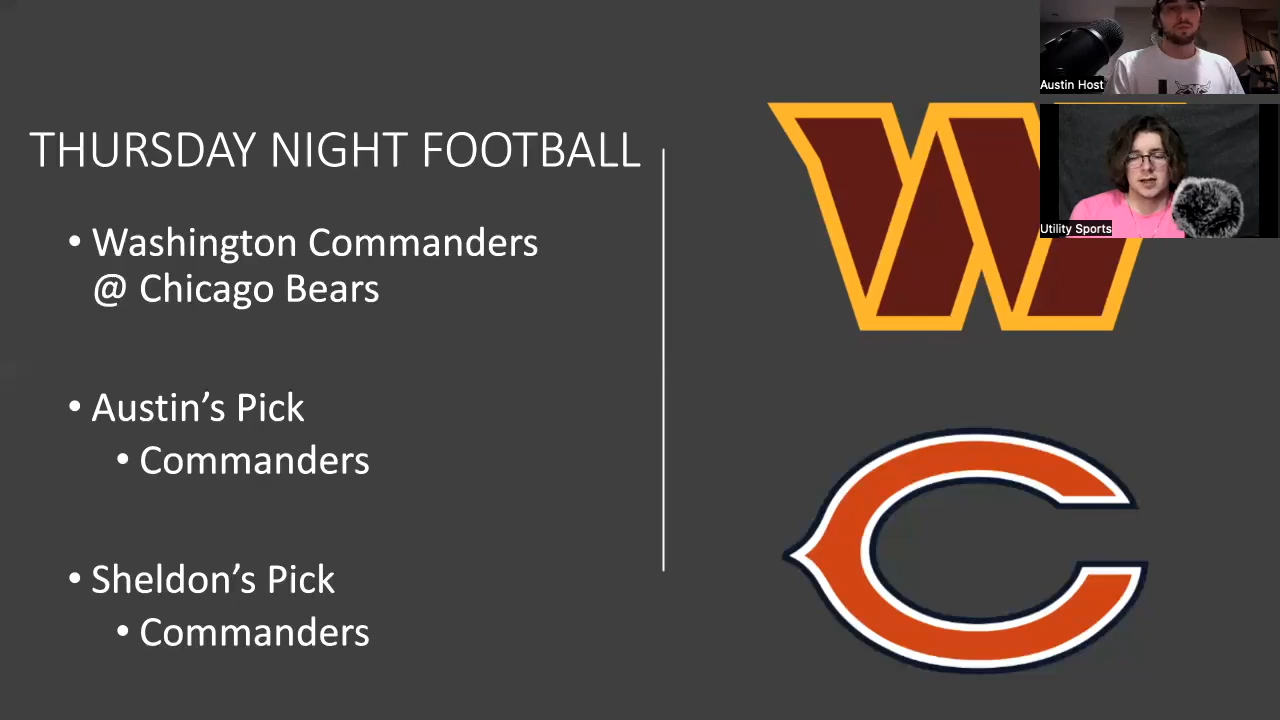 THURSDAY NIGHT FOOTBALL
• Washington Commanders
@ Chicago Bears
• Austin’s Pick
• Commanders
• Sheldon’s Pick
• Commanders
Austin Host
Utility Sports